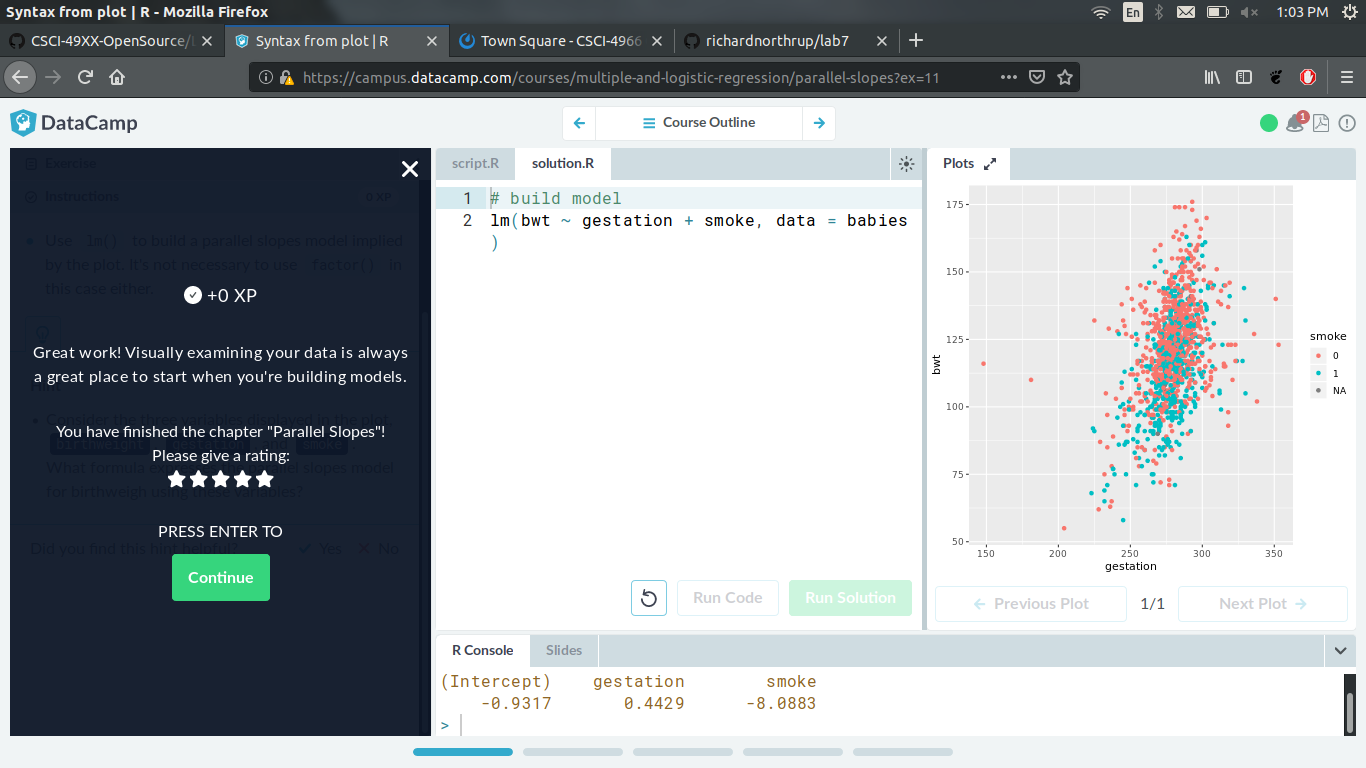 Syntax from plot | R - Mozilla Firefox
En
1:03 PM
CSCI-49XX-OpenSource/
Syntax from plot | R
Town Square - CSCI-4966
richardnorthrup/lab7
https://campus.datacamp.com/courses/multiple-and-logistic-regression/parallel-slopes?ex=11
DataCamp
Course Outline
1
Exercise
Instructions
0 XP
Use lm() to build a parallel slopes model implied
by the plot. It's not necessary to use factor() in
this case either.
+0 XP
Great work! Visually examining your data is always
a great place to start when you're building models.
Consider the three variables displayed in the plot
You have finished the chapter "Parallel Slopes"!
Please give a rating:
What formula expresses the parallel slopes model
for birthweigh using these variables?
PRESS ENTER TO
Did you find this hint helpful?
Yes
No
Continue
script.R
solution.R
1 # build model
2 lm(bwt ~ gestation + smoke, data = babies
)
Run Code
Run Solution
Plots
175
150
125
100
75
50
bwt
150
200
250
300
350
gestation
smoke
0
1
NA
Previous Plot
1/1
Next Plot
R Console
Slides
(Intercept) gestation smoke
-0.9317 0.4429 -8.0883
>